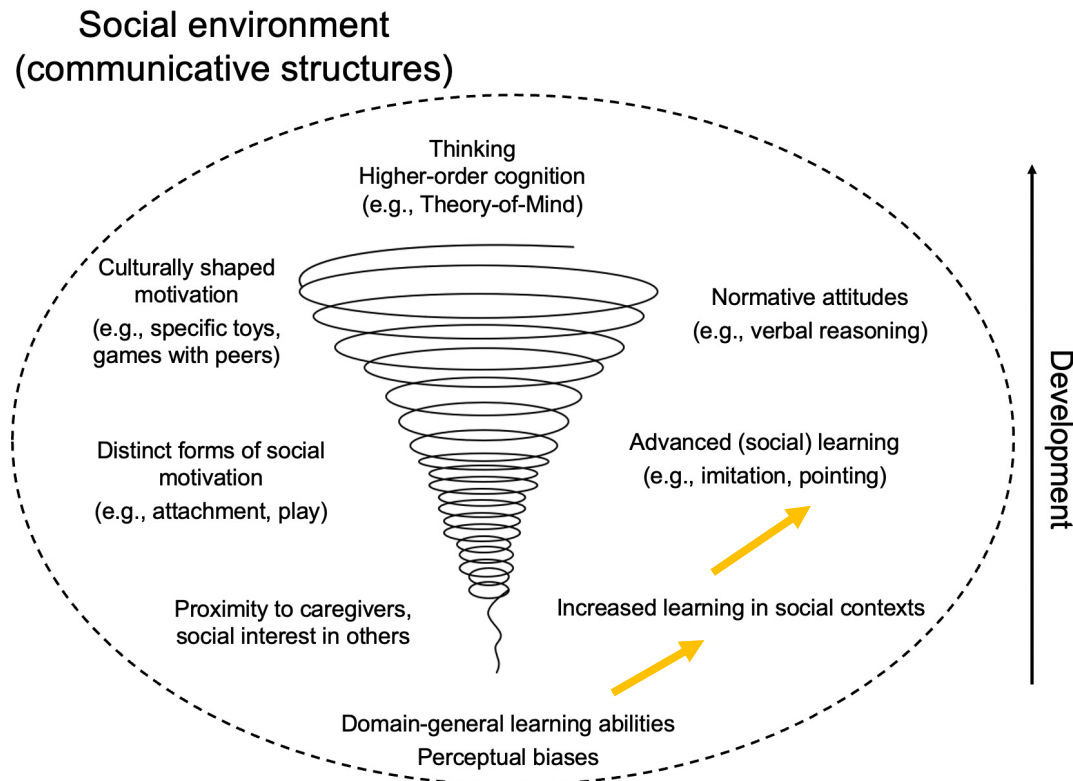 Social environment
(communicative structures)
Thinking
Higher-order cognition
(e.g., Theory-of-Mind)
Culturally shaped
motivation
(e.g., specific toys,
games with peers)
Normative attitudes
(e.g., verbal reasoning)
Development
Distinct forms of social
motivation
(e.g., attachment, play)
Advanced (social) learning
(e.g., imitation, pointing)
Proximity to caregivers,
social interest in others
Increased learning in social contexts
Domain-general learning abilities
Perceptual biases